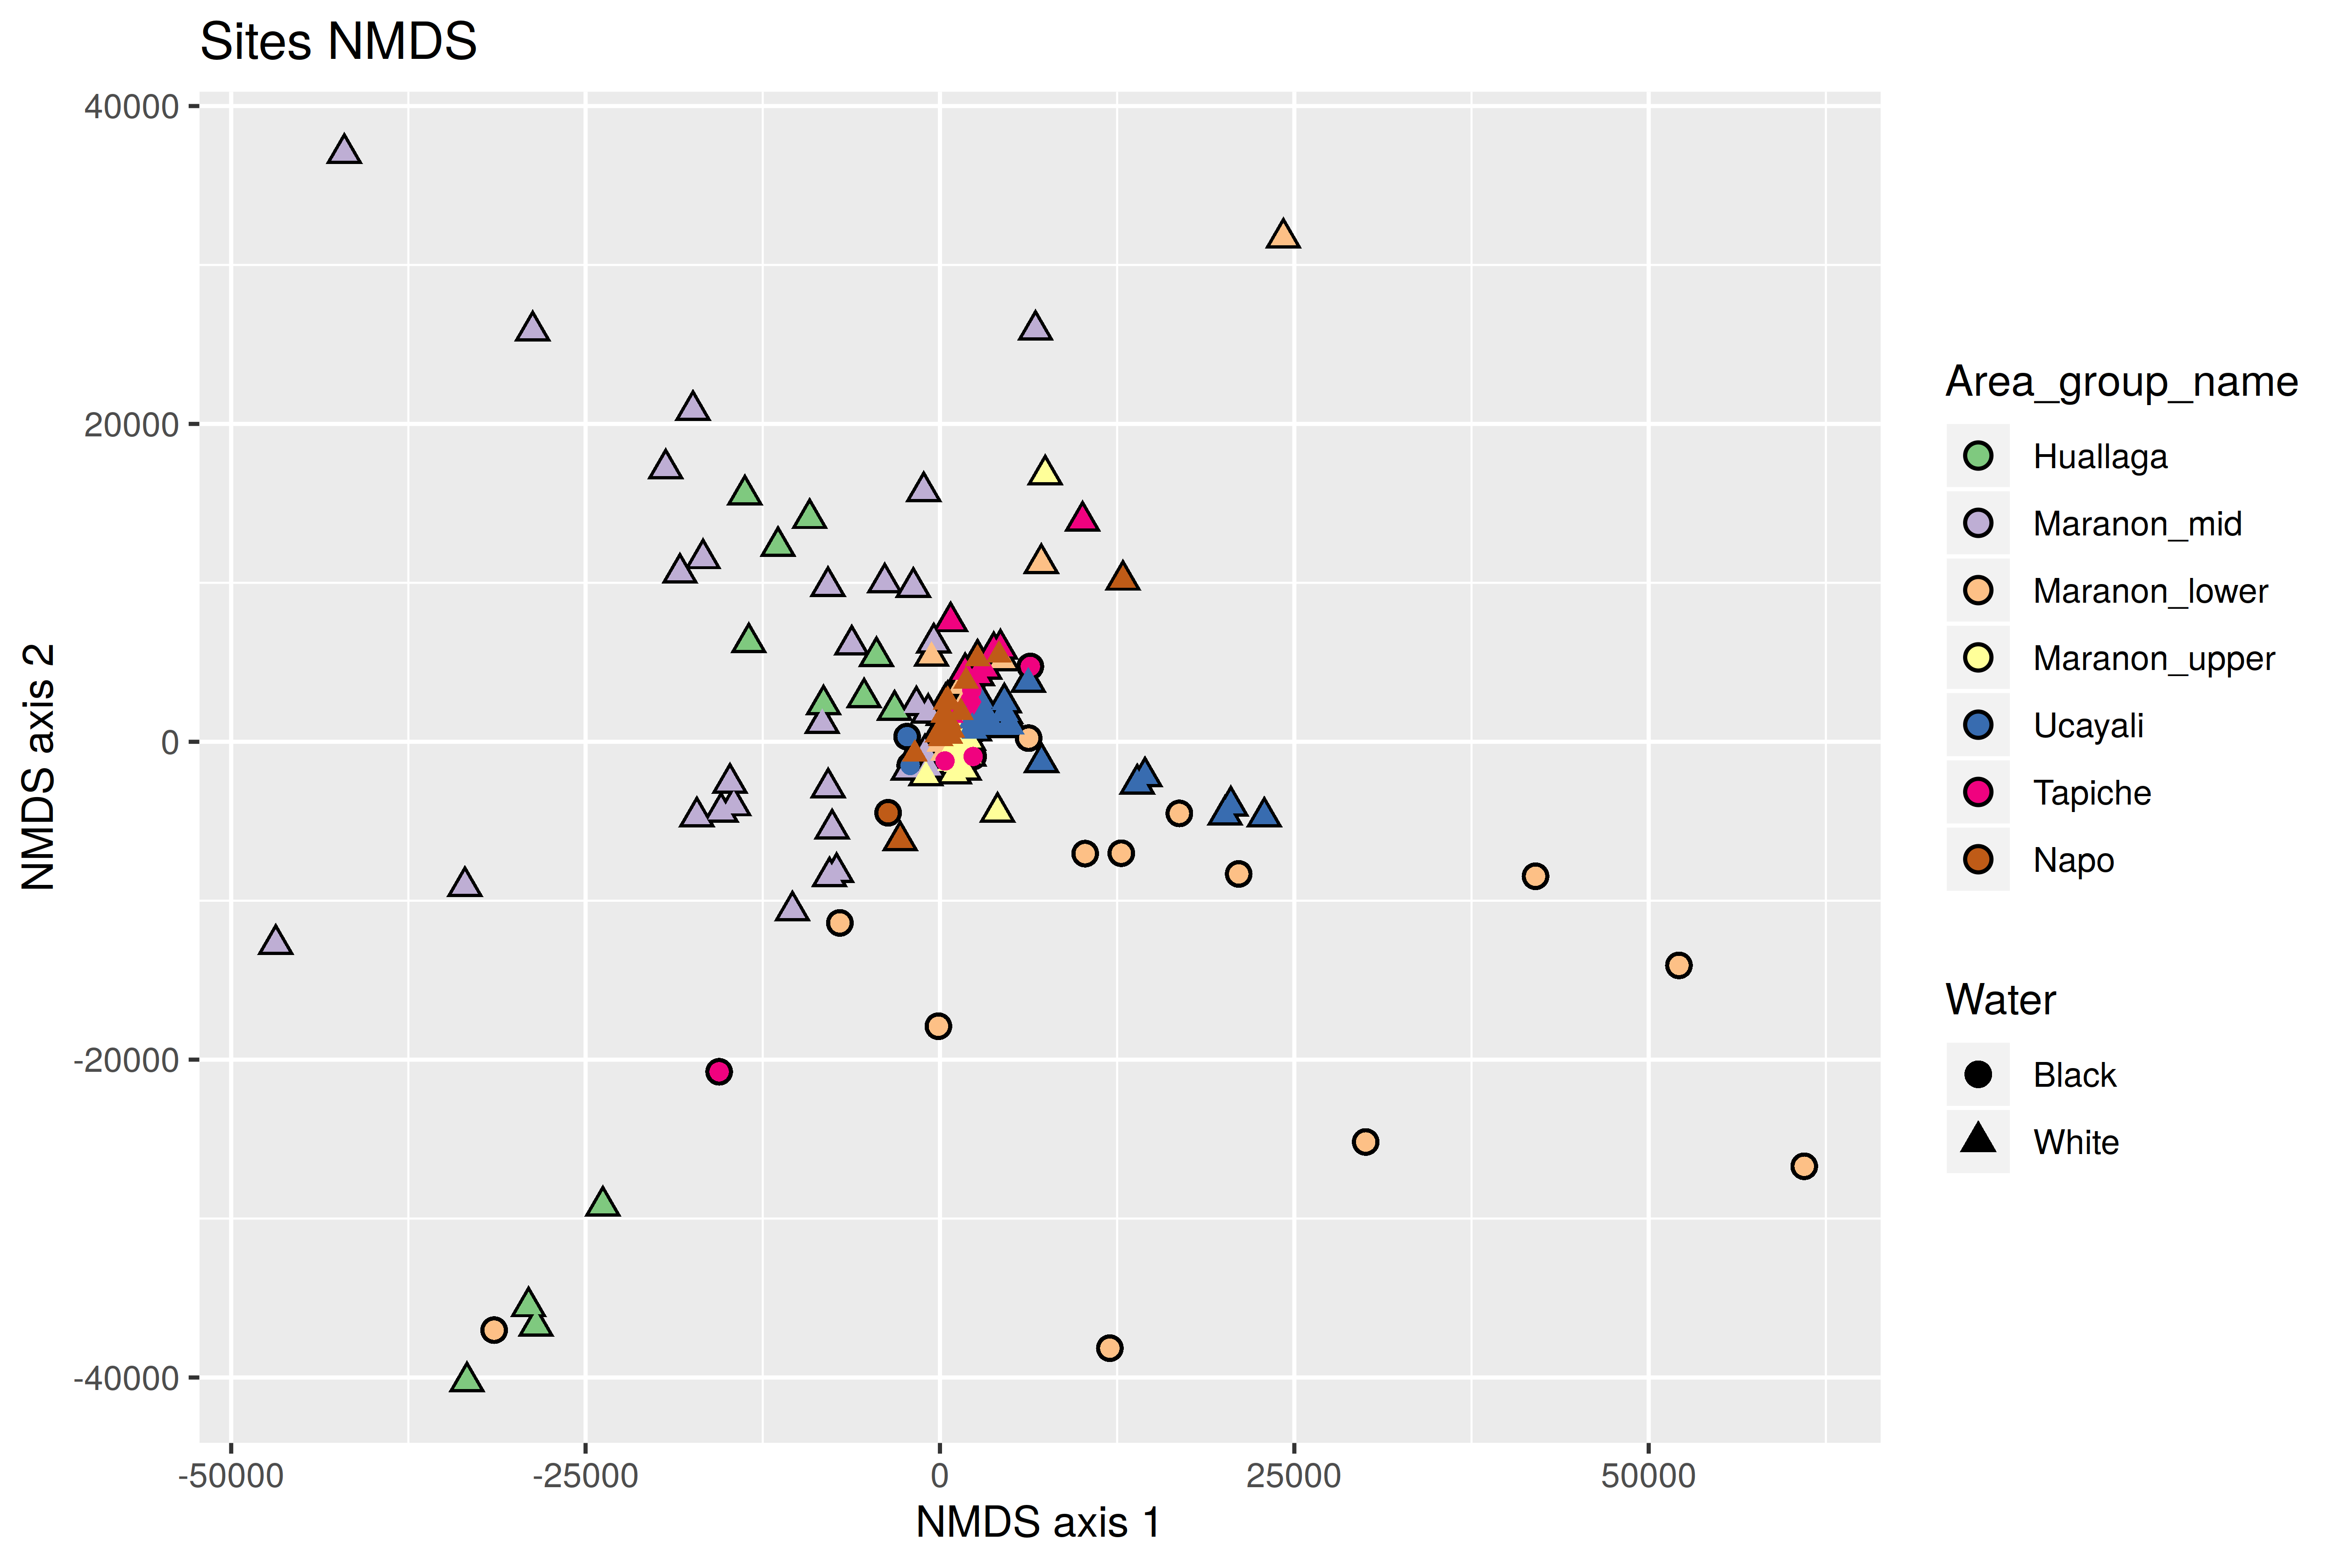 Sites NMDS
40000
20000
0
-20000
-40000
NMDS axis 2
-50000
-25000
0
25000
50000
NMDS axis 1
Area_group_name
Huallaga
Maranon_mid
Maranon_lower
Maranon_upper
Ucayali
Tapiche
Napo
Water
Black
White